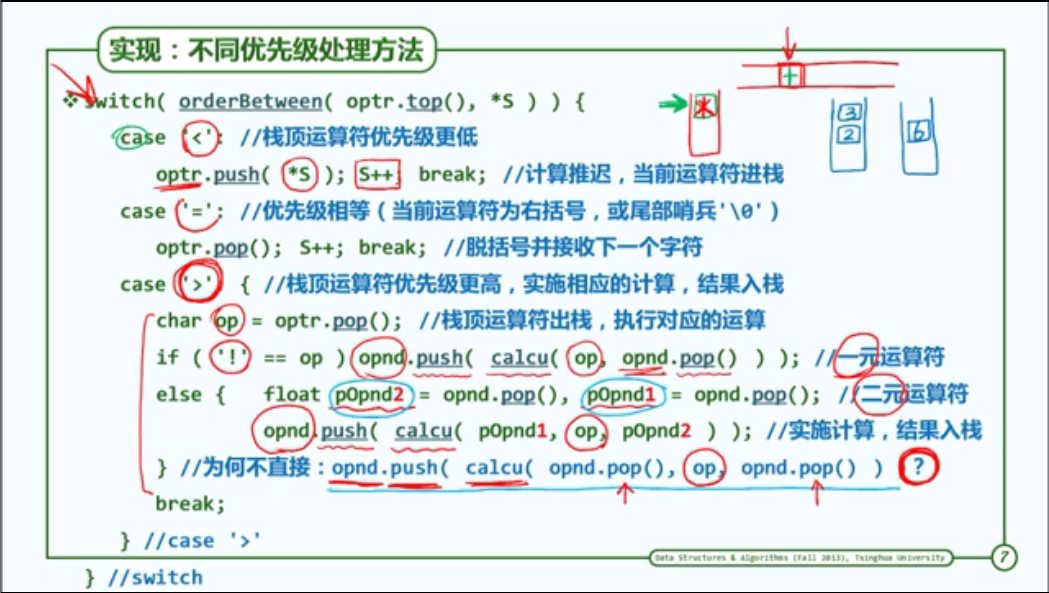 实现：不同优先级处理方法
❖ switch( orderBetween( optr.top(), *S ) ) {
case '<': //栈顶运算符优先级更低
optr.push( *S ); S++; break; //计算推迟，当前运算符进栈
case '=': //优先级相等（当前运算符为右括号，或尾部哨兵'\0'）
optr.pop(); S++; break; //脱括号并接收下一个字符
case '>' { //栈顶运算符优先级更高，实施相应的计算，结果入栈
char op = optr.pop(); //栈顶运算符出栈，执行对应的运算
if ( '!' == op ) opnd.push( calcu( op, opnd.pop() ) ); //一元运算符
else { float pOpnd2 = opnd.pop(), pOpnd1 = opnd.pop(); //二元运算符
opnd.push( calcu( pOpnd1, op, pOpnd2 ) ); //实施计算，结果入栈
} //为何不直接：opnd.push( calcu( opnd.pop(), op, opnd.pop() ) ?
break;
} //case '>'
} //switch
+
*
3
2
6
Data Structures & Algorithms (Fall 2013), Tsinghua University
7